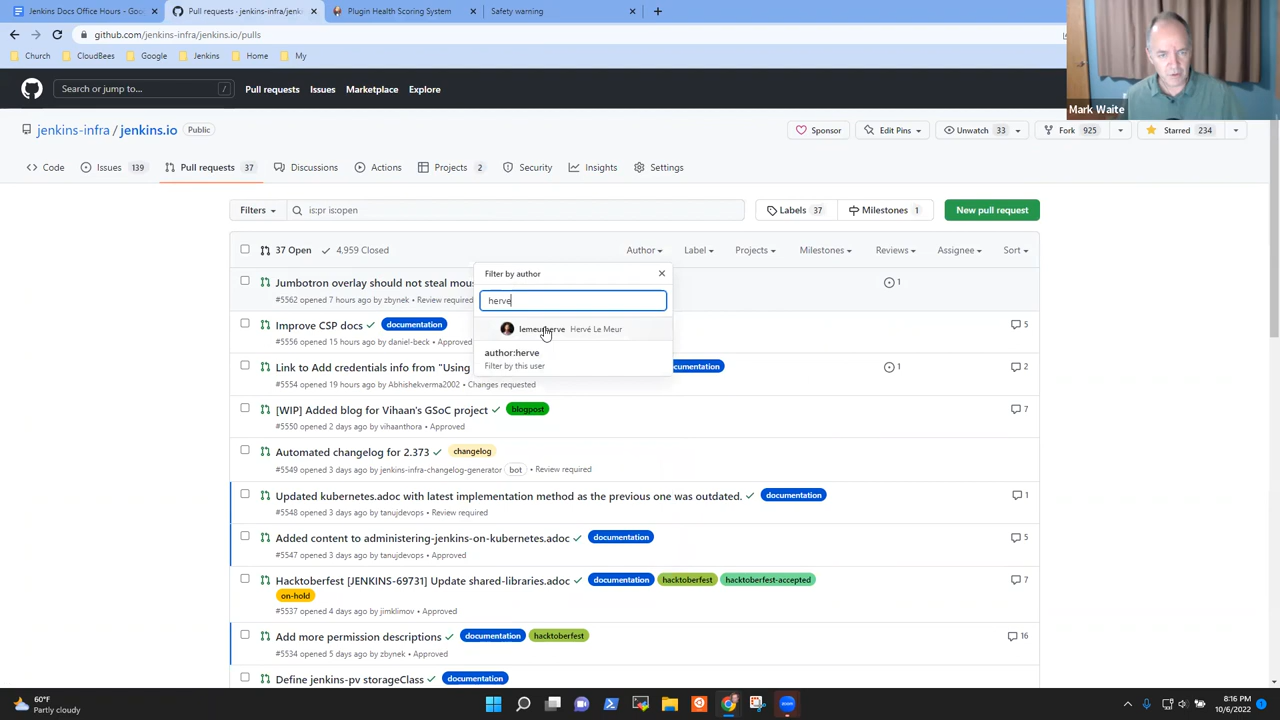 Jenkins Docs Office Hours - Goo
Pull requests · jenkins-infra/jenk
Plugin Health Scoring System
Safety warning
github.com/jenkins-infra/jenkins.io/pulls
Church
CloudBees
Google
Jenkins
Home
My
Mark Waite
Search or jump to...
/
Pull requests
Issues
Marketplace
Explore
jenkins-infra / jenkins.io
Public
Sponsor
Edit Pins
Unwatch 33
Fork 925
Starred 234
Code
Issues 139
Pull requests 37
Discussions
Actions
Projects 2
Security
Insights
Settings
Filters
is:pr is:open
Labels 37
Milestones 1
New pull request
37 Open
4,959 Closed
Author
Label
Projects
Milestones
Reviews
Assignee
Sort
Filter by author
herve
lemeurherve Hervé Le Meur
author:herve
Filter by this user
Jumbotron overlay should not steal mou
1
#5562 opened 7 hours ago by zbynek • Review required
Improve CSP docs
documentation
5
#5556 opened 15 hours ago by daniel-beck • Approved
Link to Add credentials info from "Using
cumentation
1
2
#5554 opened 20 hours ago by Abhishekverma2002 • Changes requested
[WIP] Added blog for Vihaan's GSoC project
blogpost
7
#5550 opened 2 days ago by vihaanthora • Approved
Automated changelog for 2.373
changelog
#5549 opened 3 days ago by jenkins-infra-changelog-generator bot • Review required
Updated kubernetes.adoc with latest implementation method as the previous one was outdated.
documentation
1
#5548 opened 3 days ago by tanujdevops • Review required
Added content to administering-jenkins-on-kubernetes.adoc
documentation
5
#5547 opened 3 days ago by tanujdevops • Approved
Hacktoberfest [JENKINS-69731] Update shared-libraries.adoc
documentation
hacktoberfest
hacktoberfest-accepted
7
on-hold
#5537 opened 4 days ago by jimklimov • Approved
Add more permission descriptions
documentation
hacktoberfest
16
#5534 opened 5 days ago by zbynek • Approved
Define jenkins-pv storageClass
documentation
60°F
Partly cloudy
zoom
8:16 PM
10/6/2022
1